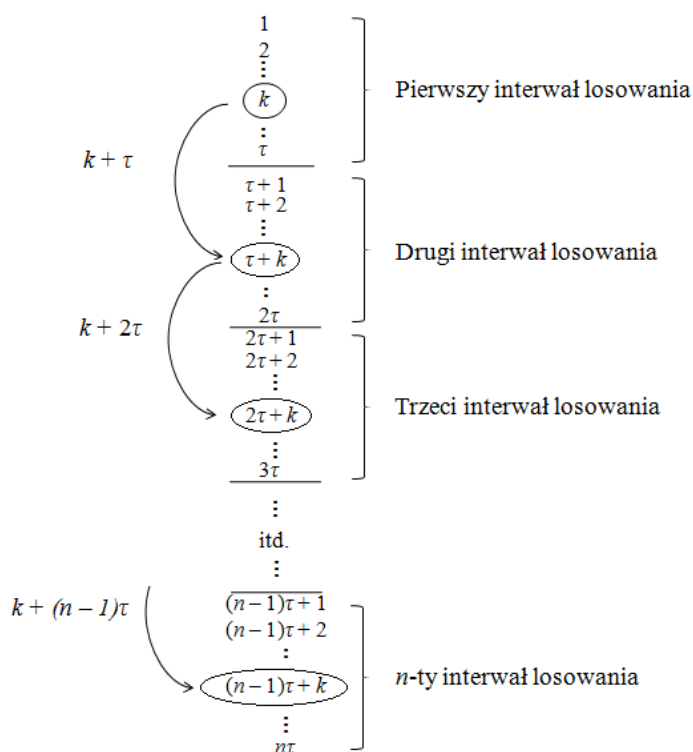 1
2
⋮
k
Pierwszy interwał losowania
⋮
τ
k + τ
τ + 1
τ + 2
⋮
τ + k
Drugi interwał losowania
⋮
2τ
k + 2τ
2τ + 1
2τ + 2
⋮
2τ + k
Trzeci interwał losowania
⋮
3τ
⋮
itd.
⋮
k + (n – 1)τ
(n – 1)τ + 1
(n – 1)τ + 2
:
(n – 1)τ + k
n-ty interwał losowania
⋮
nτ